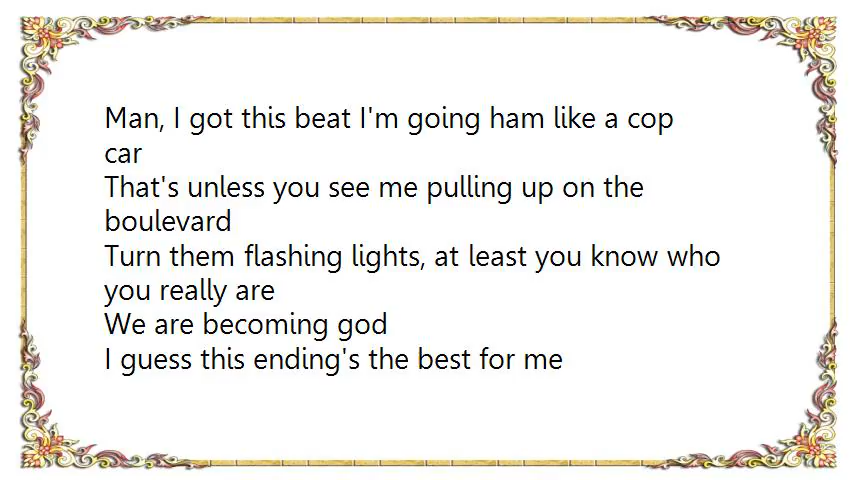 Man, I got this beat I'm going ham like a cop
car
That's unless you see me pulling up on the
boulevard
Turn them flashing lights, at least you know who
you really are
We are becoming god
I guess this ending's the best for me